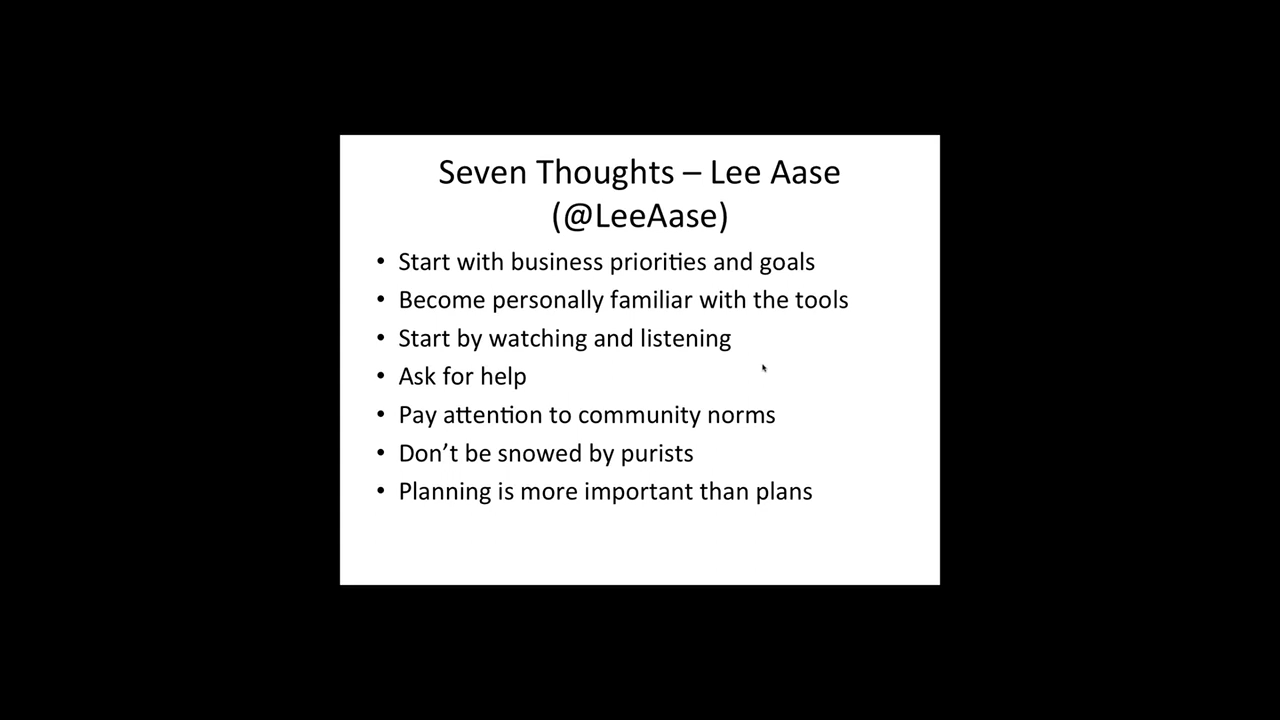 Seven Thoughts – Lee Aase
(@LeeAase)
• Start with business priorities and goals
• Become personally familiar with the tools
• Start by watching and listening
• Ask for help
• Pay attention to community norms
• Don’t be snowed by purists
• Planning is more important than plans